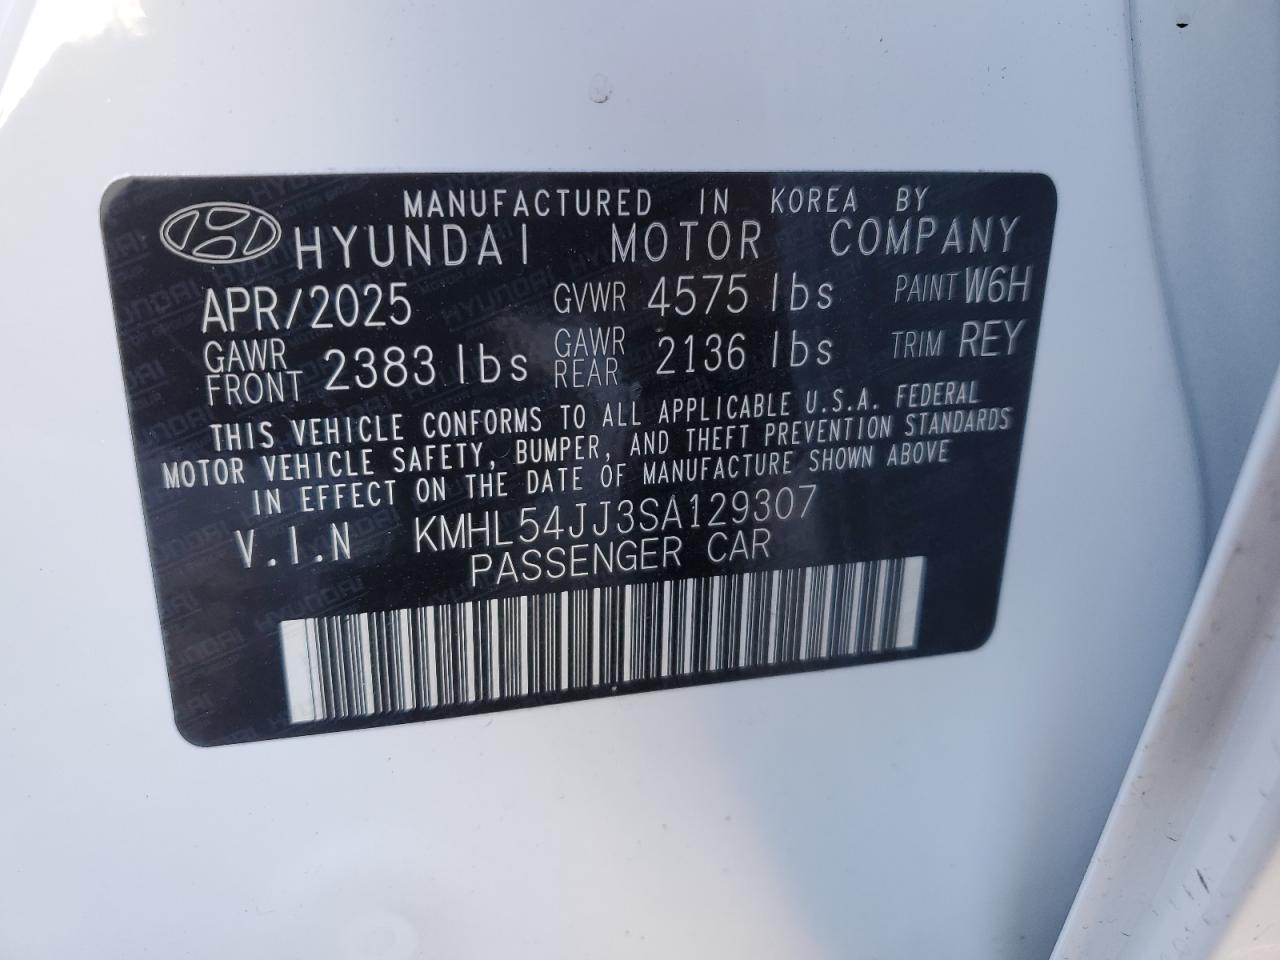 MANUFACTURED IN KOREA BY
HYUNDAI MOTOR COMPANY
APR/2025 GVWR 4575 lbs PAINT W6H
GAWR FRONT 2383 lbs GAWR REAR 2136 lbs TRIM REY
THIS VEHICLE CONFORMS TO ALL APPLICABLE U.S.A. FEDERAL
MOTOR VEHICLE SAFETY, BUMPER, AND THEFT PREVENTION STANDARDS
IN EFFECT ON THE DATE OF MANUFACTURE SHOWN ABOVE
V.I.N KMHL54JJ3SA129307
PASSENGER CAR